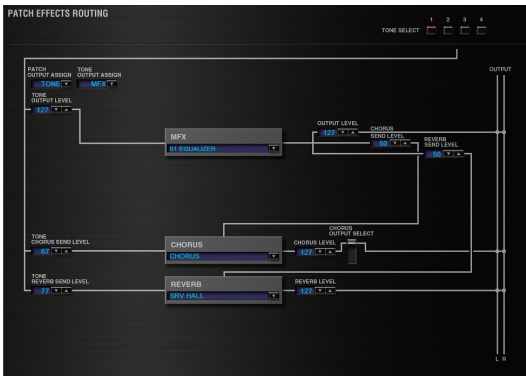 PATCH EFFECTS ROUTING
1 2 3 4
TONE SELECT
PATCH OUTPUT ASSIGN
TONE OUTPUT ASSIGN
OUTPUT
TONE
MFX
TONE OUTPUT LEVEL
127
OUTPUT LEVEL
127
CHORUS SEND LEVEL
50
REVERB SEND LEVEL
50
MFX
01 EQUALIZER
CHORUS OUTPUT SELECT
TONE CHORUS SEND LEVEL
67
CHORUS
CHORUS
CHORUS LEVEL
127
TONE REVERB SEND LEVEL
77
REVERB
SRV HALL
REVERB LEVEL
127
L R